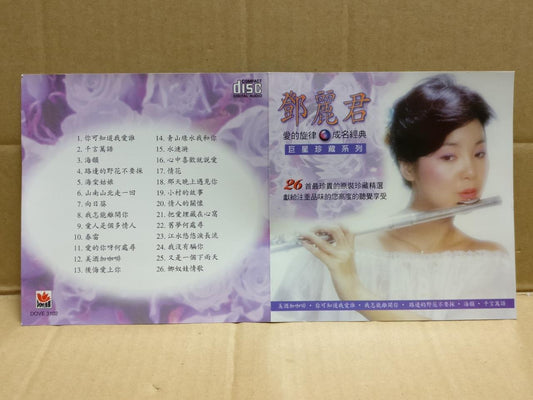 COMPACT
disc
DIGITAL AUDIO
1. 你可知道我愛誰
2. 千言萬語
3. 海韻
4. 路邊的野花不要採
5. 海棠姑娘
6. 山南山北走一回
7. 向日葵
8. 我怎能離開你
9. 愛人是個多情人
10. 春霧
11. 愛的你呀何處尋
12. 美酒加咖啡
13. 後悔愛上你
14. 青山綠水我和你
15. 水漣漪
16. 心中喜歡就說愛
17. 情花
18. 那天晚上遇見你
19. 小村的故事
20. 情人的關懷
21. 把愛埋藏在心窩
22. 舊夢何處尋
23. 江水悠悠淚長流
24. 我沒有騙你
25. 又是一個下雨天
26. 娜奴娃情歌
DOVE 3102
鄧麗君
愛的旋律 成名經典
巨星珍藏系列
26首最珍貴的原裝珍藏精選
獻給注重品味的您高度的聽覺享受
美酒加咖啡・你可知道我愛誰・我怎能離開你・路邊的野花不要採・海韻・千言萬語